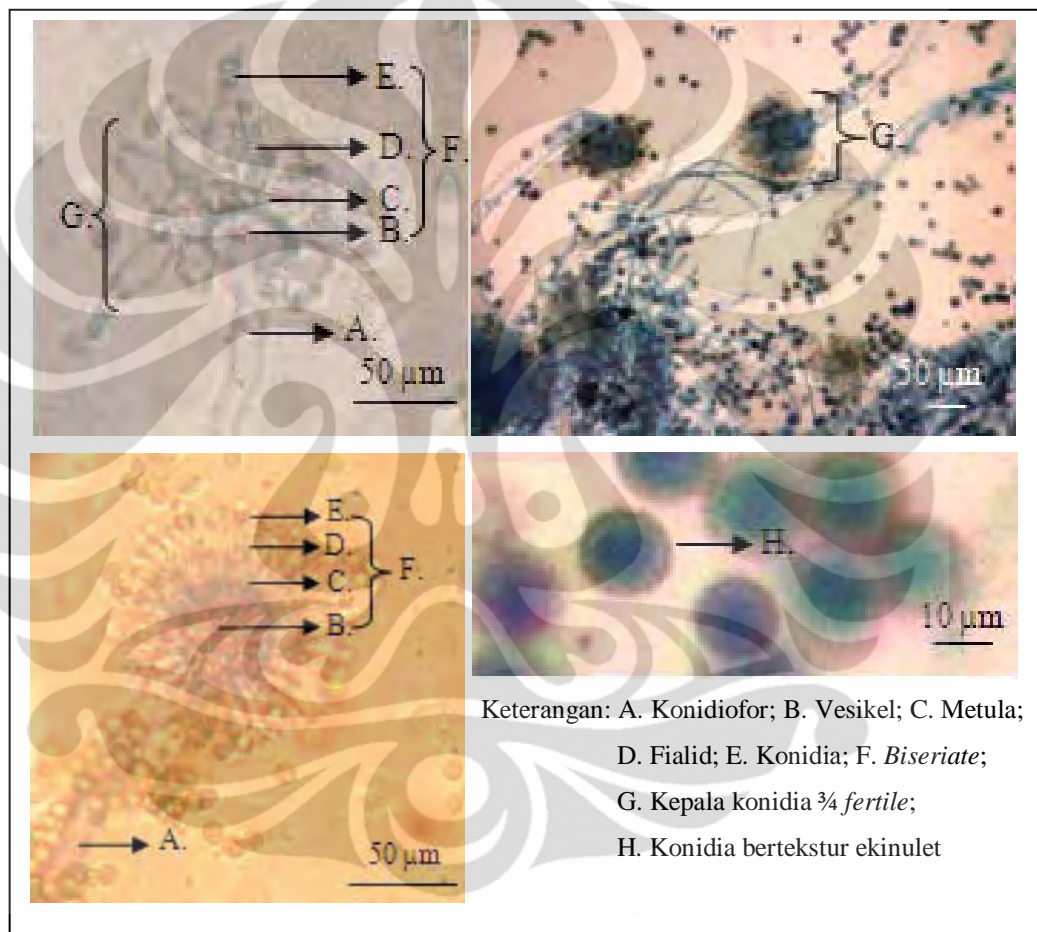 E.
D.
F.
C.
G.
B.
A.
50 µm
G.
50 µm
E.
D.
C.
F.
B.
A.
50 µm
H.
10 µm
Keterangan: A. Konidiofor; B. Vesikel; C. Metula;
D. Fialid; E. Konidia; F. Biseriate;
G. Kepala konidia ¾ fertile;
H. Konidia bertekstur ekinulet